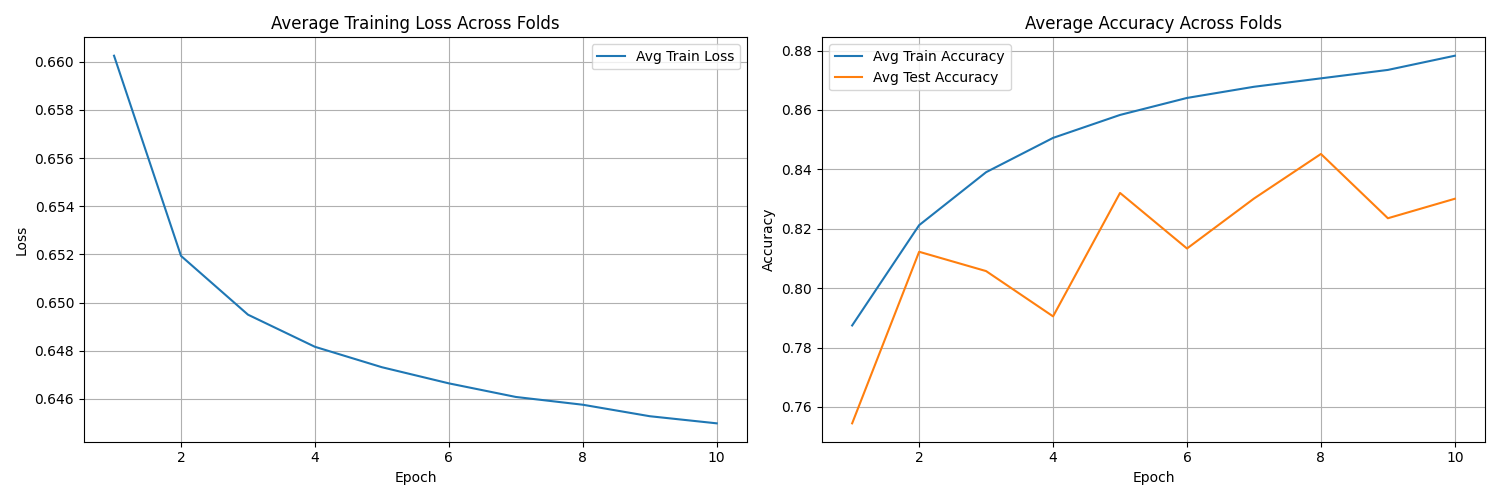 Average Training Loss Across Folds
Avg Train Loss
0.660
0.658
0.656
0.654
0.652
0.650
0.648
0.646
Loss
2 4 6 8 10
Epoch
Average Accuracy Across Folds
Avg Train Accuracy
Avg Test Accuracy
0.88
0.86
0.84
0.82
0.80
0.78
0.76
Accuracy
2 4 6 8 10
Epoch